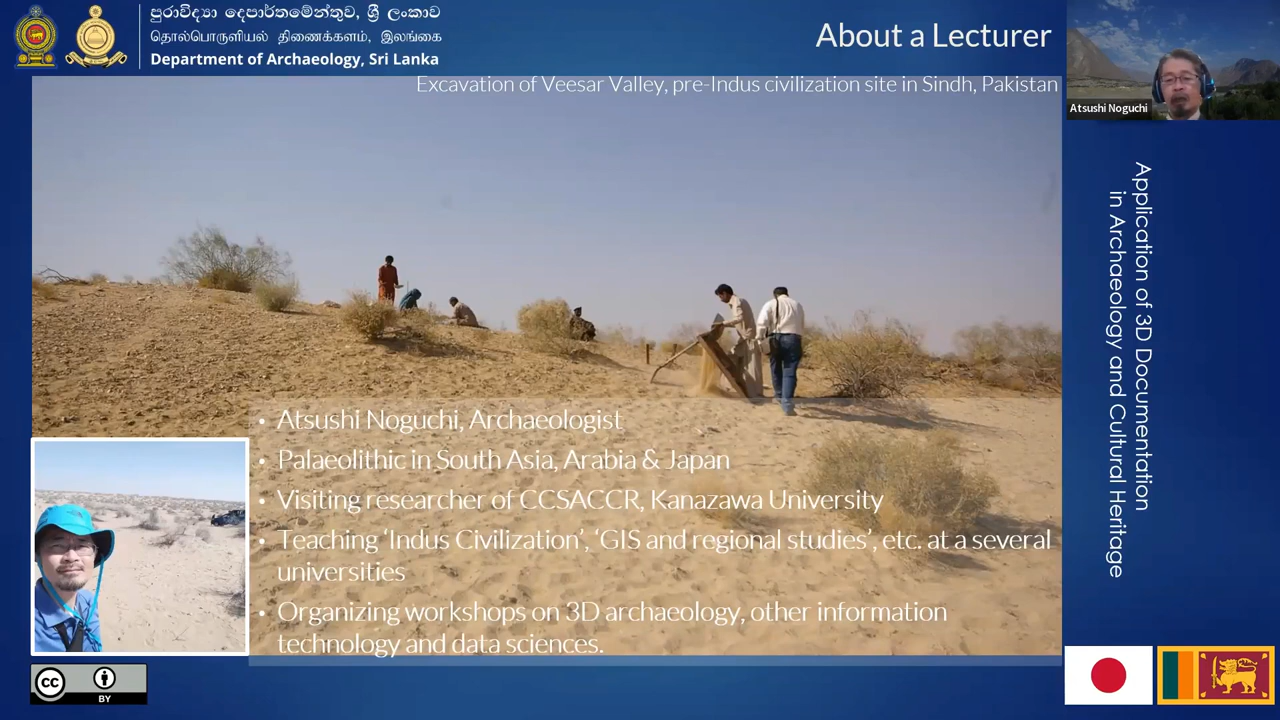 පුරාවිද්‍යා දෙපාර්තමේන්තුව, ශ්‍රී ලංකාව
தொல்பொருளியல் திணைக்களம், இலங்கை
Department of Archaeology, Sri Lanka
About a Lecturer
Excavation of Veesar Valley, pre-Indus civilization site in Sindh, Pakistan
Atsushi Noguchi
Application of 3D Documentation
in Archaeology and Cultural Heritage
• Atsushi Noguchi, Archaeologist
• Palaeolithic in South Asia, Arabia & Japan
• Visiting researcher of CCSACCR, Kanazawa University
• Teaching ‘Indus Civilization’, ‘GIS and regional studies’, etc. at a several
universities
• Organizing workshops on 3D archaeology, other information
technology and data sciences.
CC
BY